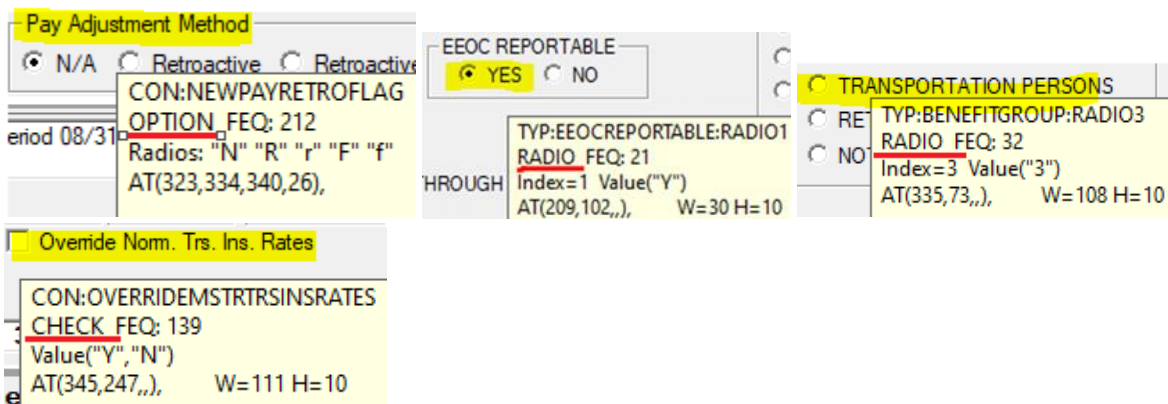 Pay Adjustment Method
N/A Retroactive Retroactive
CON:NEWPAYRETROFLAG
OPTION FEQ: 212
Radios: "N" "R" "r" "F" "f"
AT(323,334,340,26),
eriod 08/31
EEOC REPORTABLE
YES NO
TYP:EEOCREPORTABLE:RADIO1
RADIO FEQ: 21
Index=1 Value("Y")
AT(209,102,,), W=30 H=10
HROUGH
TRANSPORTATION PERSONS
RE
NO
TYP:BENEFITGROUP:RADIO3
RADIO FEQ: 32
Index=3 Value("3")
AT(335,73,,), W=108 H=10
Override Norm. Trs. Ins. Rates
CON:OVERRIDEMSTRTRSINSRATES
CHECK FEQ: 139
Value("Y","N")
AT(345,247,,), W=111 H=10
e